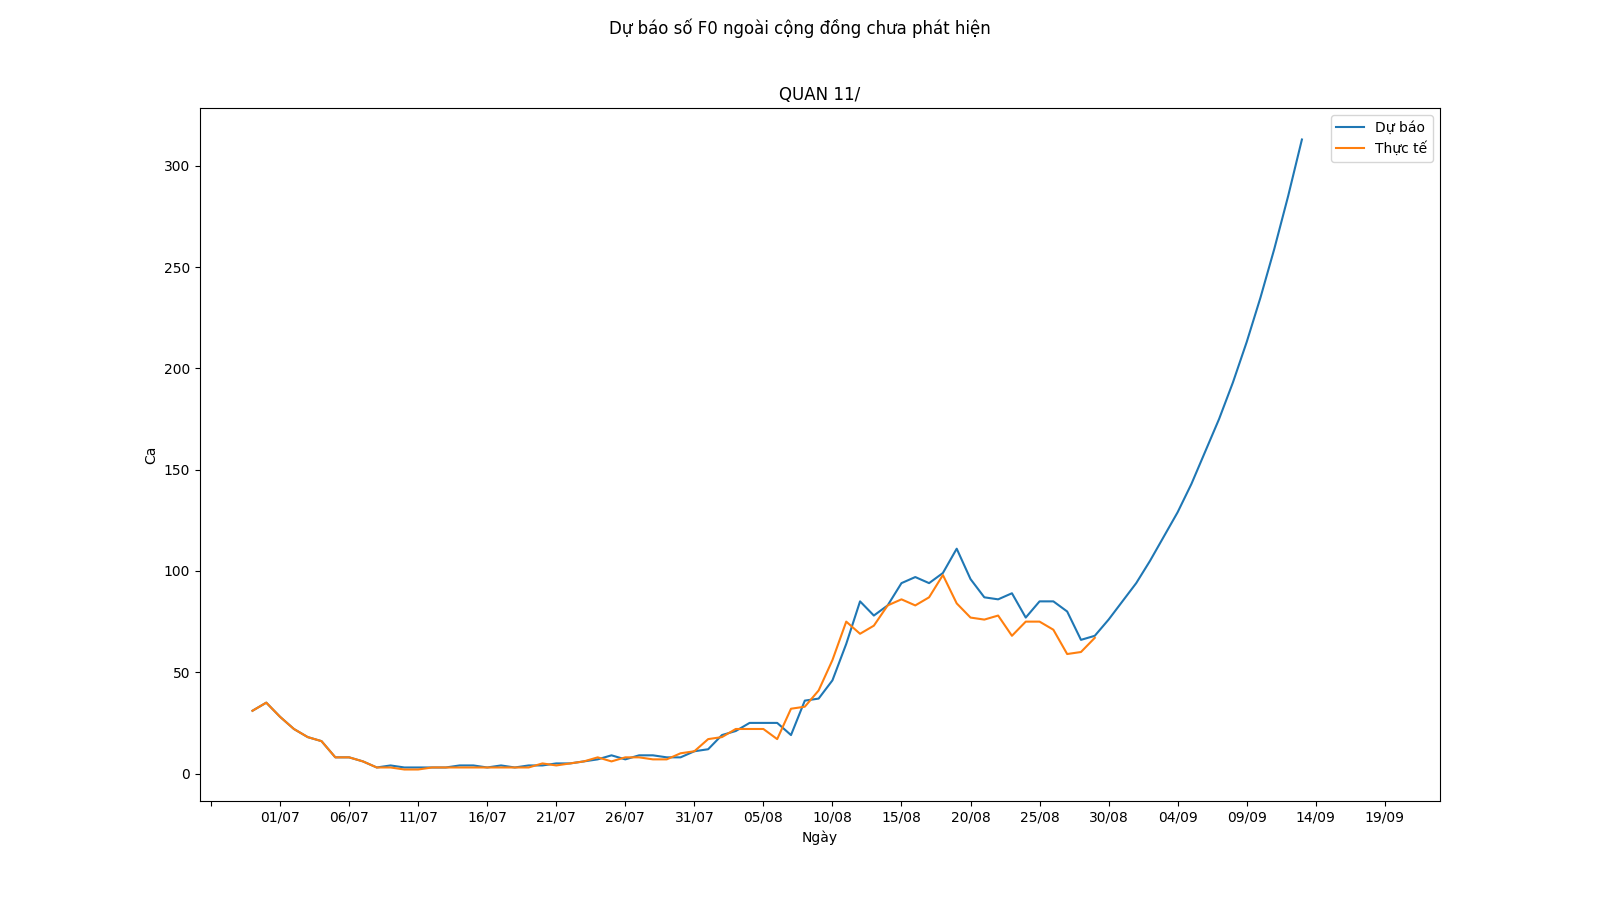 Dự báo số F0 ngoài cộng đồng chưa phát hiện
QUAN 11/
Dự báo
Thực tế
300
250
200
150
100
50
0
Ca
01/07 06/07 11/07 16/07 21/07 26/07 31/07 05/08 10/08 15/08 20/08 25/08 30/08 04/09 09/09 14/09 19/09
Ngày